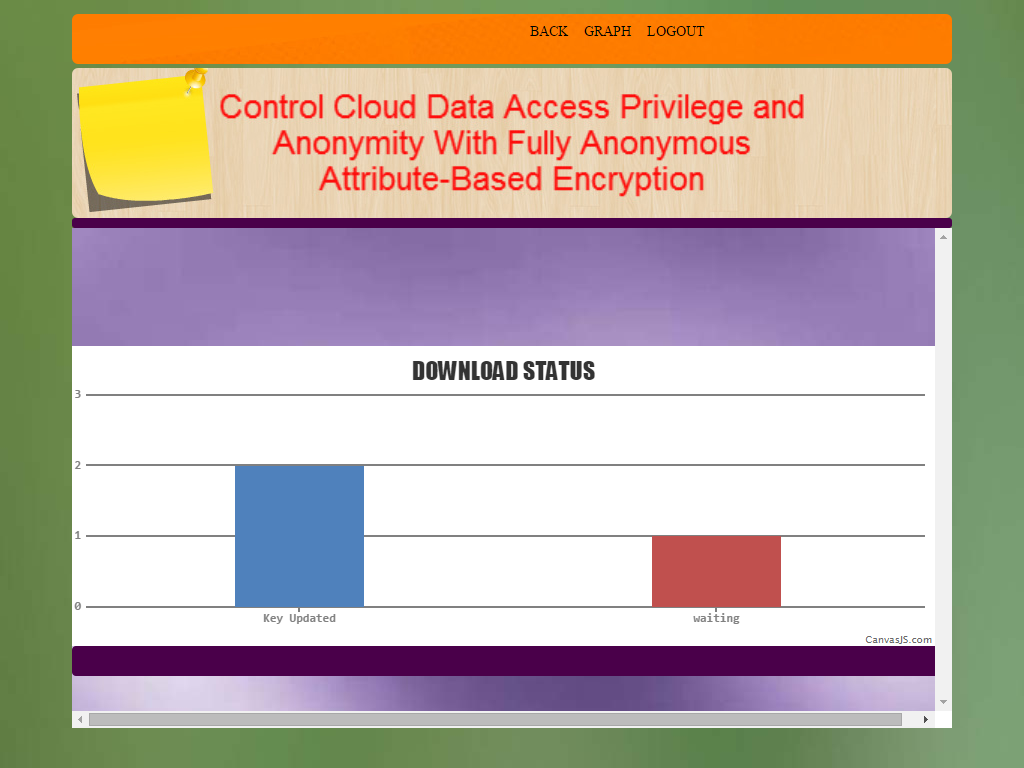 BACK GRAPH LOGOUT
Control Cloud Data Access Privilege and
Anonymity With Fully Anonymous
Attribute-Based Encryption
DOWNLOAD STATUS
3
2
1
0
Key Updated waiting
CanvasJS.com